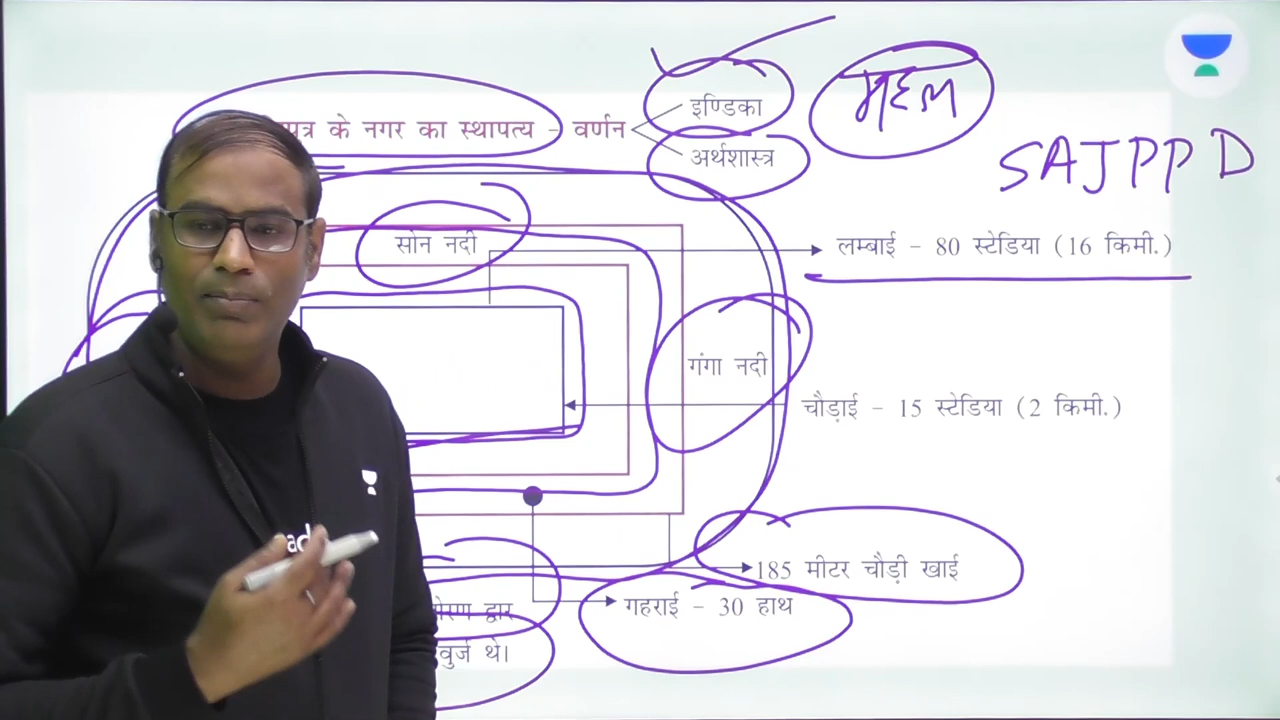 के नगर का स्थापत्य - वर्णन
इण्डिका
अर्थशास्त्र
महल
SAJPPD
सोन नदी
लम्बाई - 80 स्टेडिया (16 किमी.)
गंगा नदी
चौड़ाई - 15 स्टेडिया (2 किमी.)
185 मीटर चौड़ी खाई
गहराई - 30 हाथ
द्वार
वुर्ज थे।